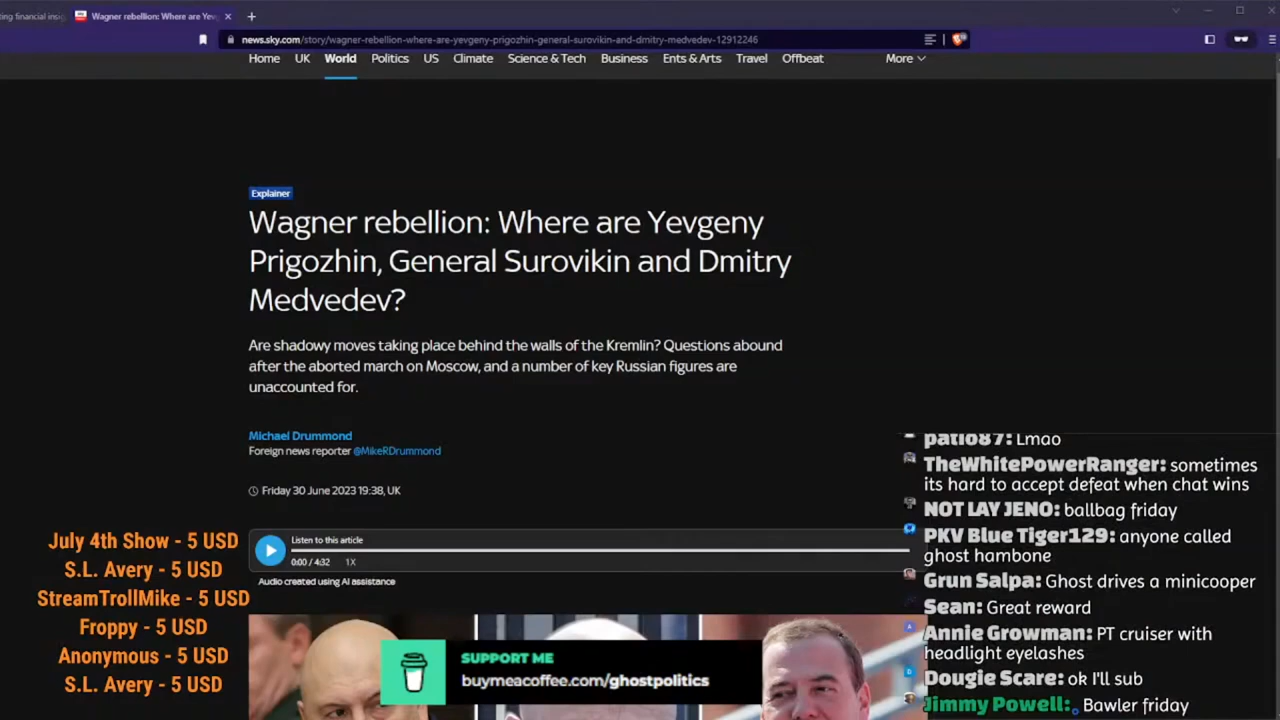 ting financial insig
Wagner rebellion: Where are Yev
news.sky.com/story/wagner-rebellion-where-are-yevgeny-prigozhin-general-surovikin-and-dmitry-medvedev-12912246
Home UK World Politics US Climate Science & Tech Business Ents & Arts Travel Offbeat More
Explainer
Wagner rebellion: Where are Yevgeny
Prigozhin, General Surovikin and Dmitry
Medvedev?
Are shadowy moves taking place behind the walls of the Kremlin? Questions abound
after the aborted march on Moscow, and a number of key Russian figures are
unaccounted for.
Michael Drummond
Foreign news reporter @MikeRDrummond
Friday 30 June 2023 19:38, UK
Listen to this article
0:00 / 4:32 1X
Audio created using AI assistance
July 4th Show - 5 USD
S.L. Avery - 5 USD
StreamTrollMike - 5 USD
Froppy - 5 USD
Anonymous - 5 USD
S.L. Avery - 5 USD
SUPPORT ME
buymeacoffee.com/ghostpolitics
patio87: Lmao
TheWhitePowerRanger: sometimes
its hard to accept defeat when chat wins
NOT LAY JENO: ballbag friday
PKV Blue Tiger129: anyone called
ghost hambone
Grun Salpa: Ghost drives a minicooper
Sean: Great reward
Annie Growman: PT cruiser with
headlight eyelashes
Dougie Scare: ok I'll sub
Jimmy Powell: Bawler friday